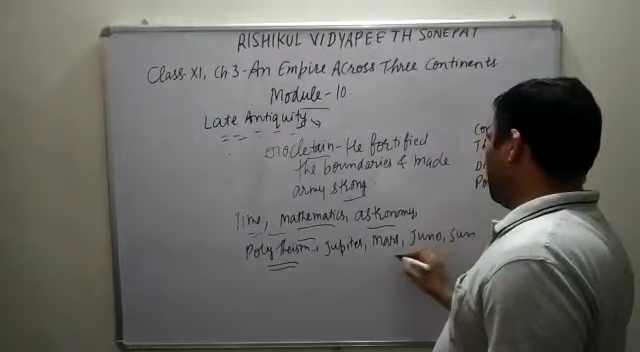 RISHIKUL VIDYAPEETH SONEPAT
Class-XI, Ch 3-An Empire Across Three Continents
Module-10.
Late Antiquity
Diocletain-He fortified
the boundaries & made
army strong.
Time, mathematics, astronomy,
Polytheism, Jupiter, Mars, Juno, Sun